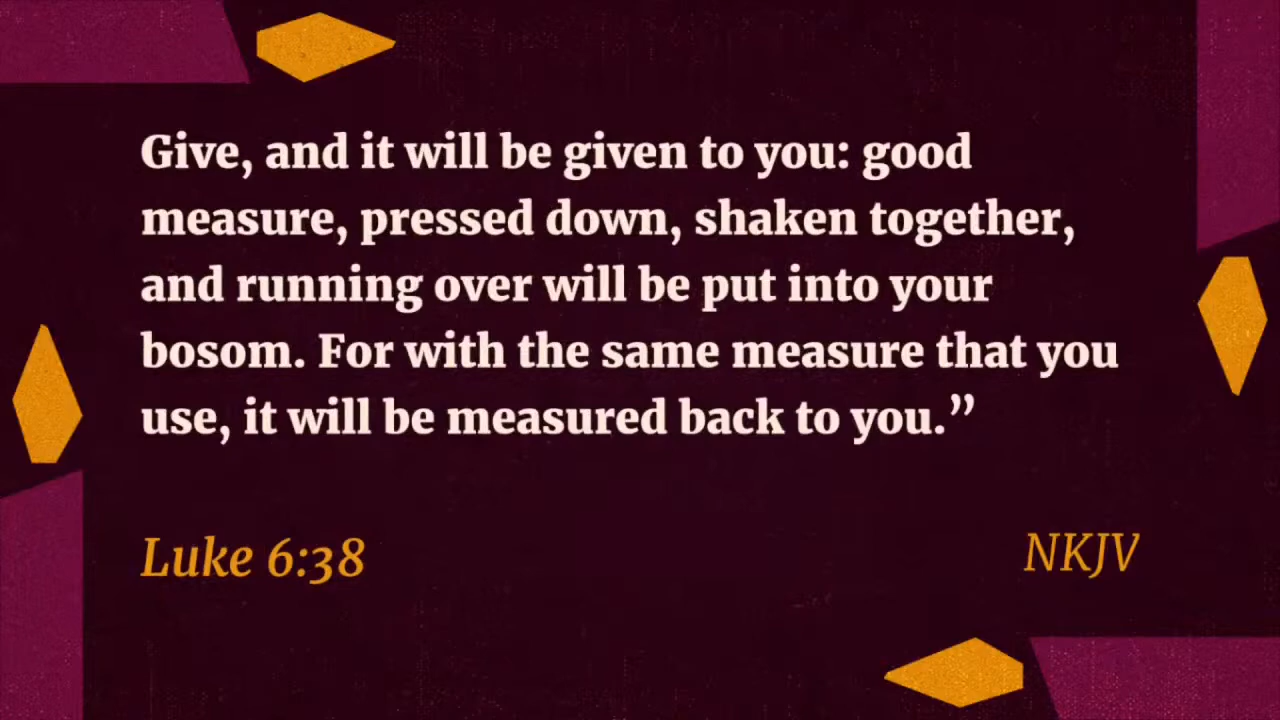 Give, and it will be given to you: good
measure, pressed down, shaken together,
and running over will be put into your
bosom. For with the same measure that you
use, it will be measured back to you.”
Luke 6:38
NKJV